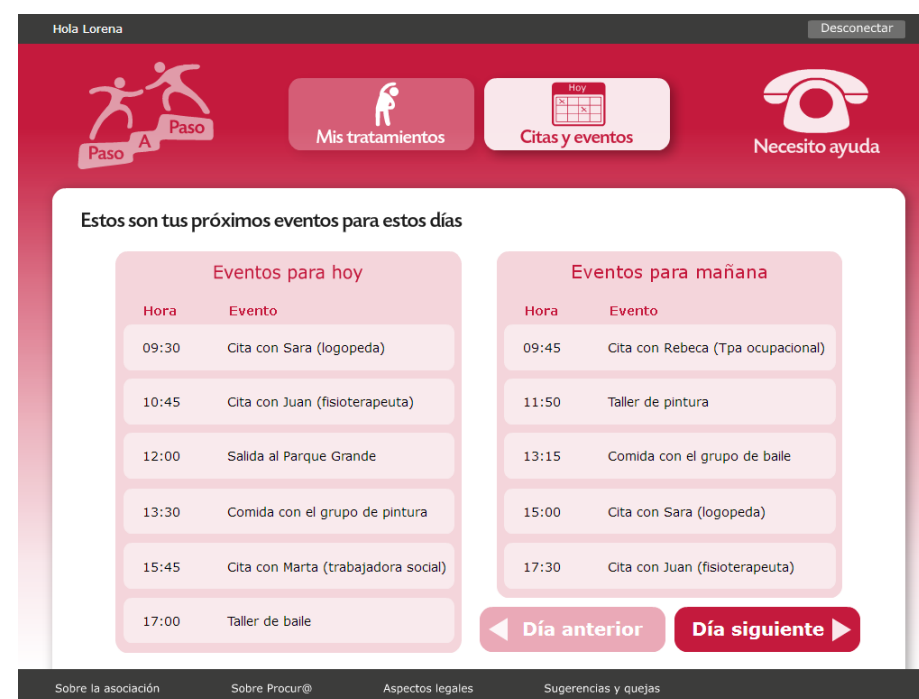 Hola Lorena
Desconectar
Paso
A
Paso
Mis tratamientos
Hoy
Citas y eventos
Necesito ayuda
Estos son tus próximos eventos para estos días
Eventos para hoy
Hora Evento
09:30 Cita con Sara (logopeda)
10:45 Cita con Juan (fisioterapeuta)
12:00 Salida al Parque Grande
13:30 Comida con el grupo de pintura
15:45 Cita con Marta (trabajadora social)
17:00 Taller de baile
Eventos para mañana
Hora Evento
09:45 Cita con Rebeca (Tpa ocupacional)
11:50 Taller de pintura
13:15 Comida con el grupo de baile
15:00 Cita con Sara (logopeda)
17:30 Cita con Juan (fisioterapeuta)
Día anterior
Día siguiente
Sobre la asociación Sobre Procur@ Aspectos legales Sugerencias y quejas